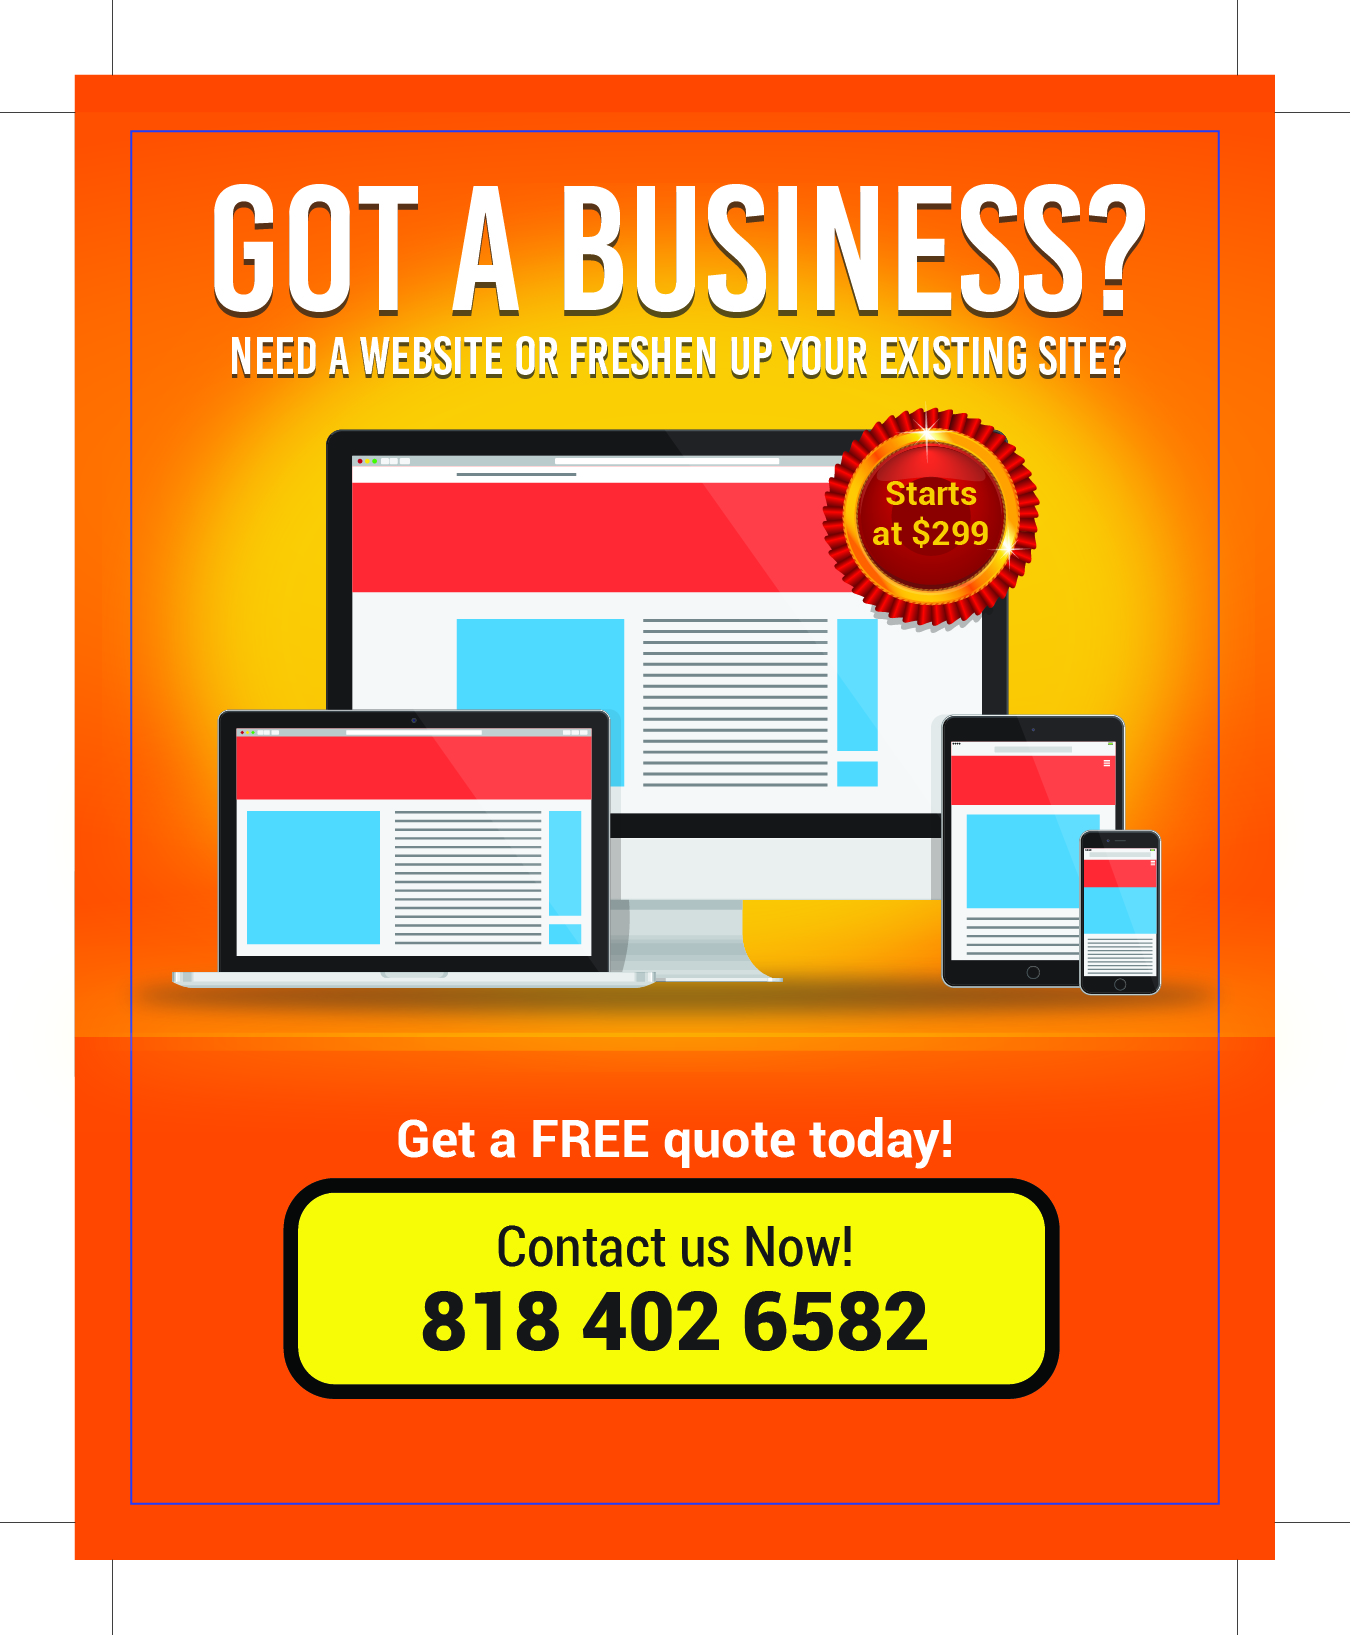 GOT A BUSINESS?
NEED A WEBSITE OR FRESHEN UP YOUR EXISTING SITE?
Starts
at $299
Get a FREE quote today!
Contact us Now!
818 402 6582